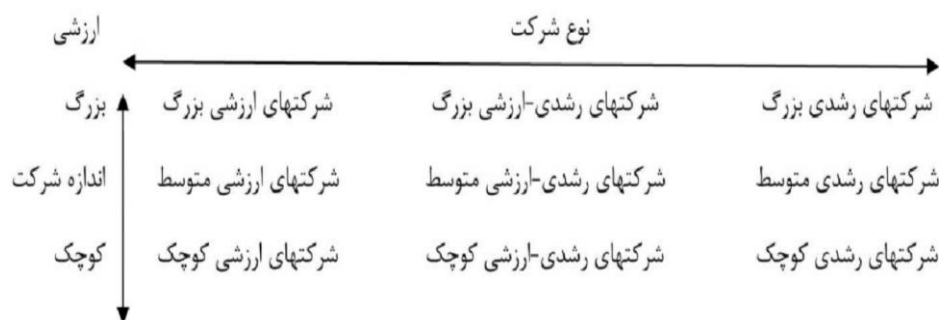 نوع شرکت ارزشی
شرکتهای رشدی بزرگ شرکتهای رشدی-ارزشی بزرگ شرکتهای ارزشی بزرگ بزرگ
شرکتهای رشدی متوسط شرکتهای رشدی-ارزشی متوسط شرکتهای ارزشی متوسط اندازه شرکت
شرکتهای رشدی کوچک شرکتهای رشدی-ارزشی کوچک شرکتهای ارزشی کوچک کوچک